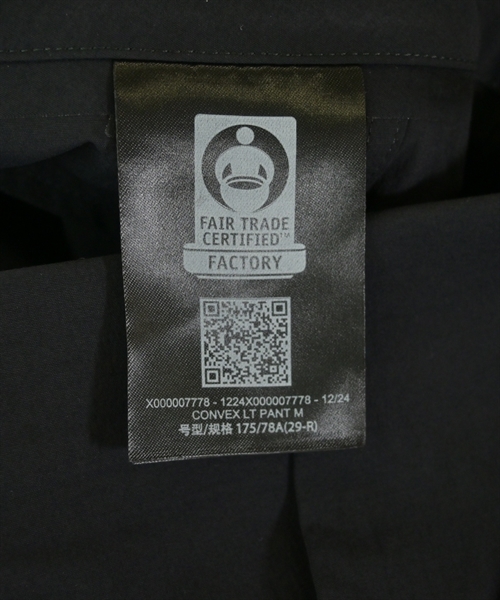 FAIR TRADE
CERTIFIED™
FACTORY
X000007778 - 1224X000007778 - 12/24
CONVEX LT PANT M
号型/规格 175/78A(29-R)